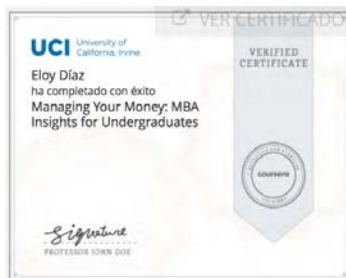 VER CERTIFICADO
UCI University of
California, Irvine
VERIFIED
CERTIFICATE
Eloy Díaz
ha completado con éxito
Managing Your Money: MBA
Insights for Undergraduates
coursera
Signature
PROFESSOR JOHN DOE